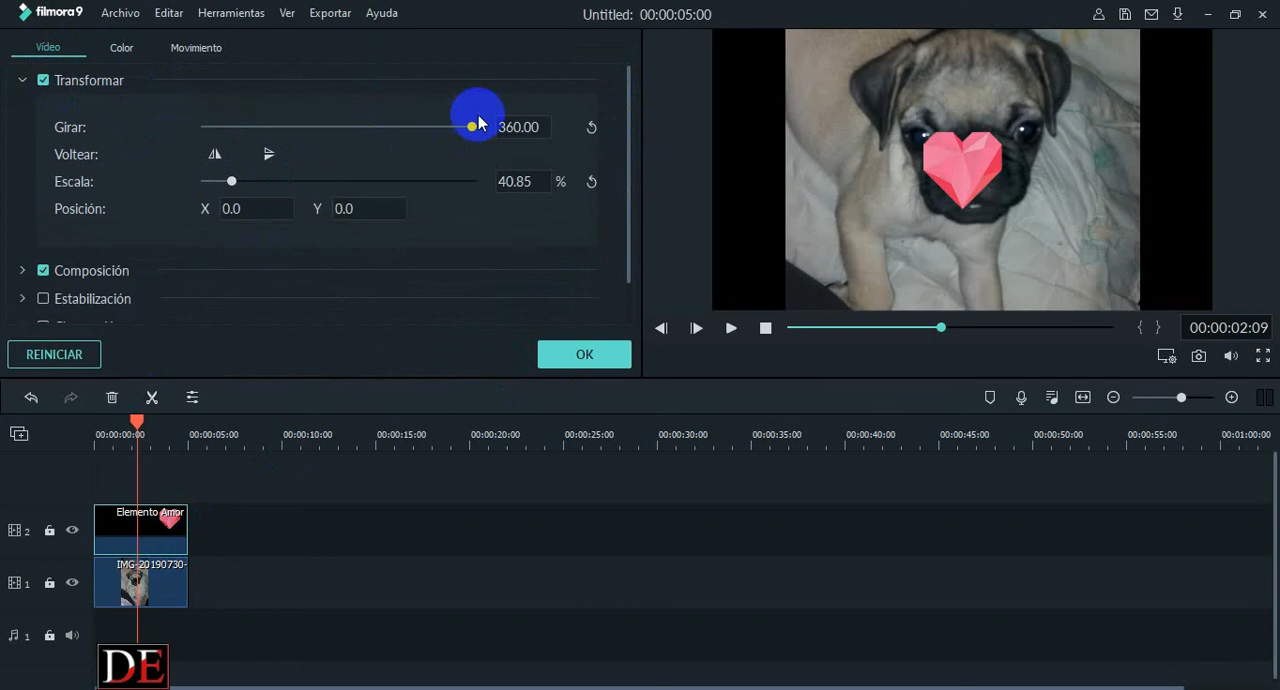 filmora9 Archivo Editar Herramientas Ver Exportar Ayuda Untitled: 00:00:05:00
Vídeo Color Movimiento
Transformar
Girar: 360.00
Voltear:
Escala: 40.85 %
Posición: X 0.0 Y 0.0
Composición
Estabilización
REINICIAR OK
00:00:02:09
00:00:00:00 00:00:05:00 00:00:10:00 00:00:15:00 00:00:20:00 00:00:25:00 00:00:30:00 00:00:35:00 00:00:40:00 00:00:45:00 00:00:50:00 00:00:55:00 00:01:00:00
2 Elemento Amor
1 IMG-20190730-
1
DE